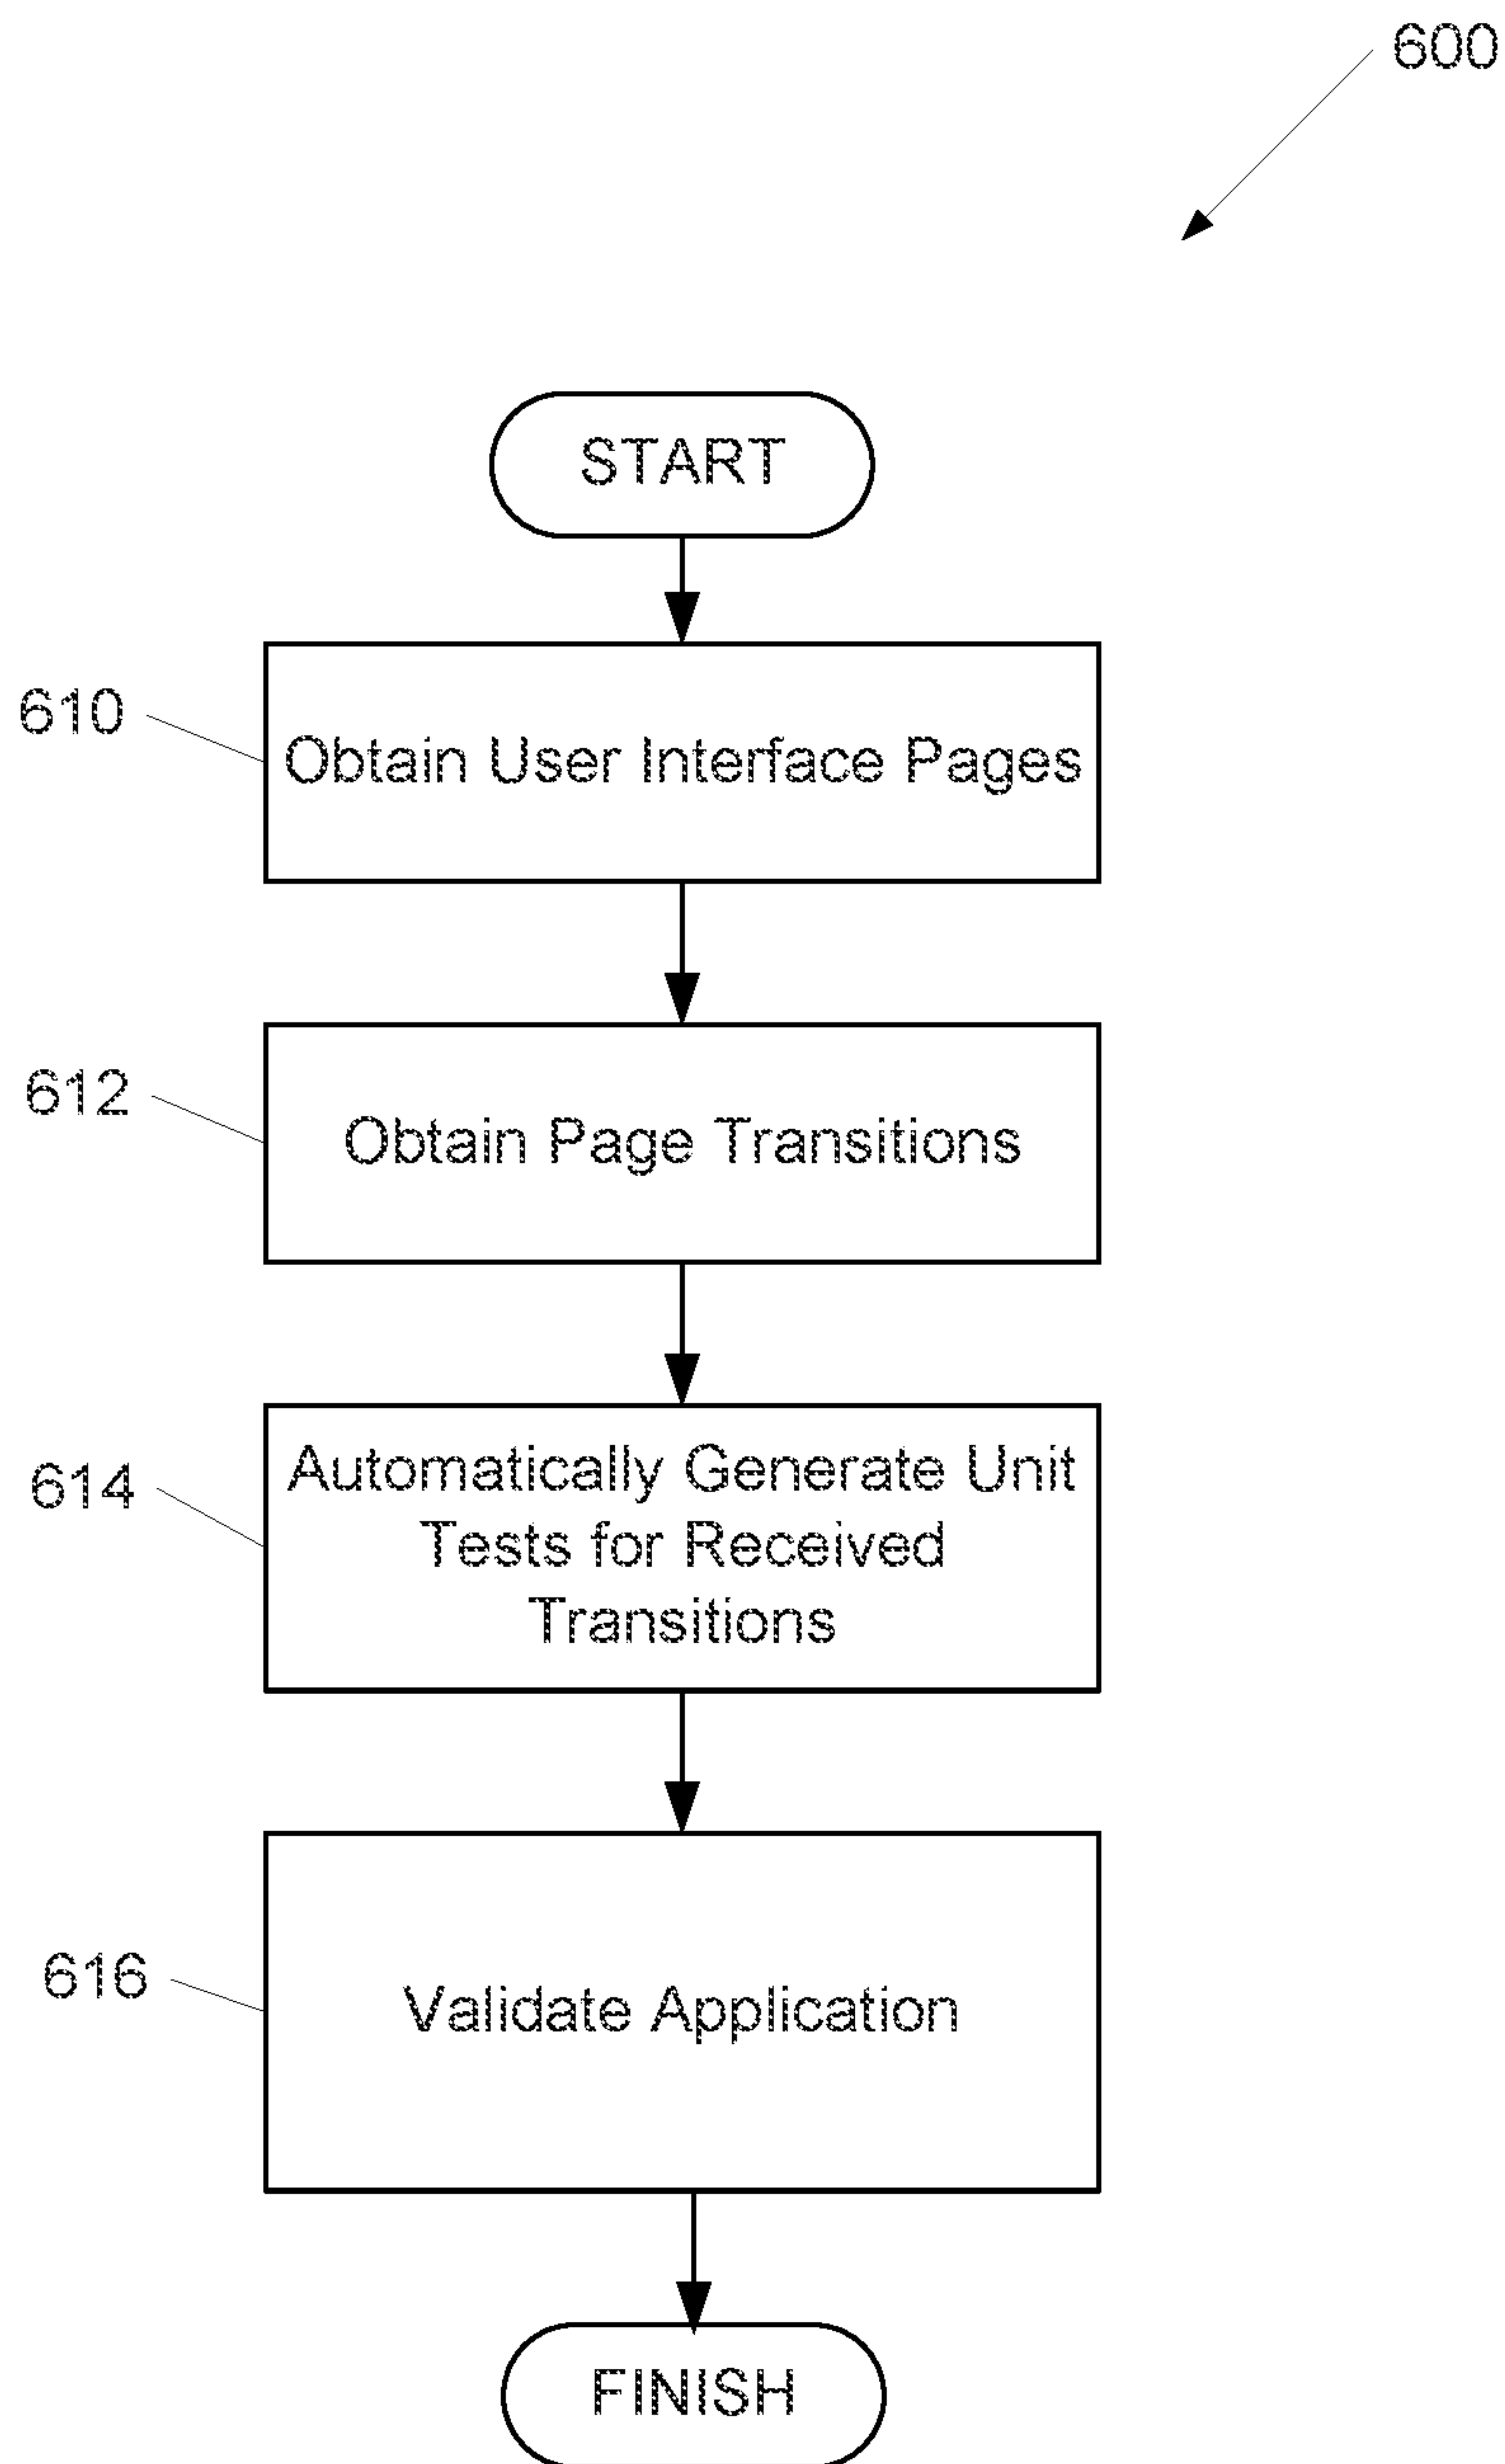 600
START
610
Obtain User Interface Pages
612
Obtain Page Transitions
614
Automatically Generate Unit
Tests for Received
Transitions
616
Validate Application
FINISH